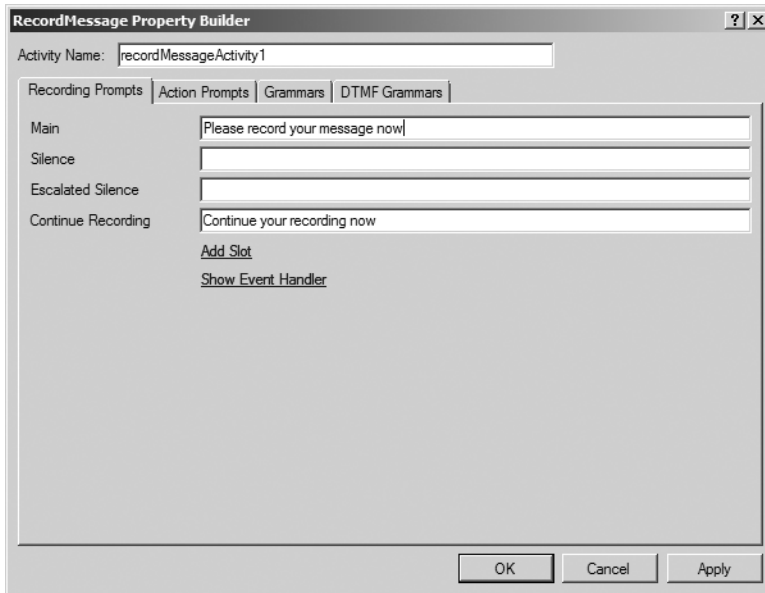 RecordMessage Property Builder ? X
Activity Name: recordMessageActivity1
Recording Prompts Action Prompts Grammars DTMF Grammars
Main Please record your message now
Silence
Escalated Silence
Continue Recording Continue your recording now
Add Slot
Show Event Handler
OK Cancel Apply